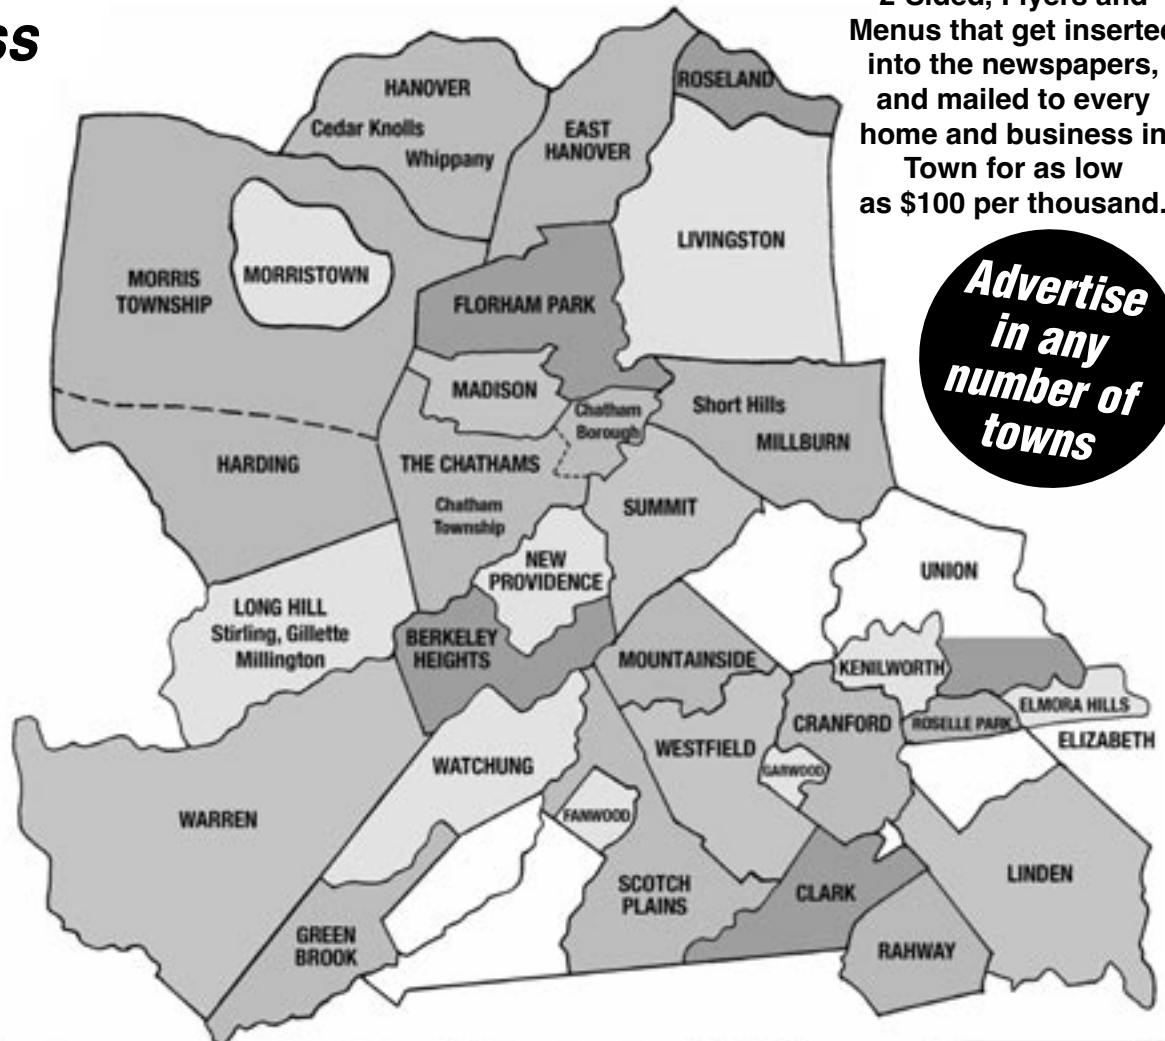 2-Sided, Flyers and
Menus that get inserted
into the newspapers,
and mailed to every
home and business in
Town for as low
as $100 per thousand.
Advertise
in any
number of
towns
HANOVER
Cedar Knolls
Whippany
EAST
HANOVER
ROSELAND
LIVINGSTON
MORRIS
TOWNSHIP
MORRISTOWN
FLORHAM PARK
MADISON
Chatham
Borough
Short Hills
MILLBURN
HARDING
THE CHATHAMS
Chatham
Township
SUMMIT
NEW
PROVIDENCE
UNION
LONG HILL
Stirling, Gillette
Millington
BERKELEY
HEIGHTS
MOUNTAINSIDE
KENILWORTH
ELMORA HILLS
ROSELLE PARK
ELIZABETH
CRANFORD
WESTFIELD
GARWOOD
WATCHUNG
WARREN
FANWOOD
SCOTCH
PLAINS
CLARK
LINDEN
GREEN
BROOK
RAHWAY